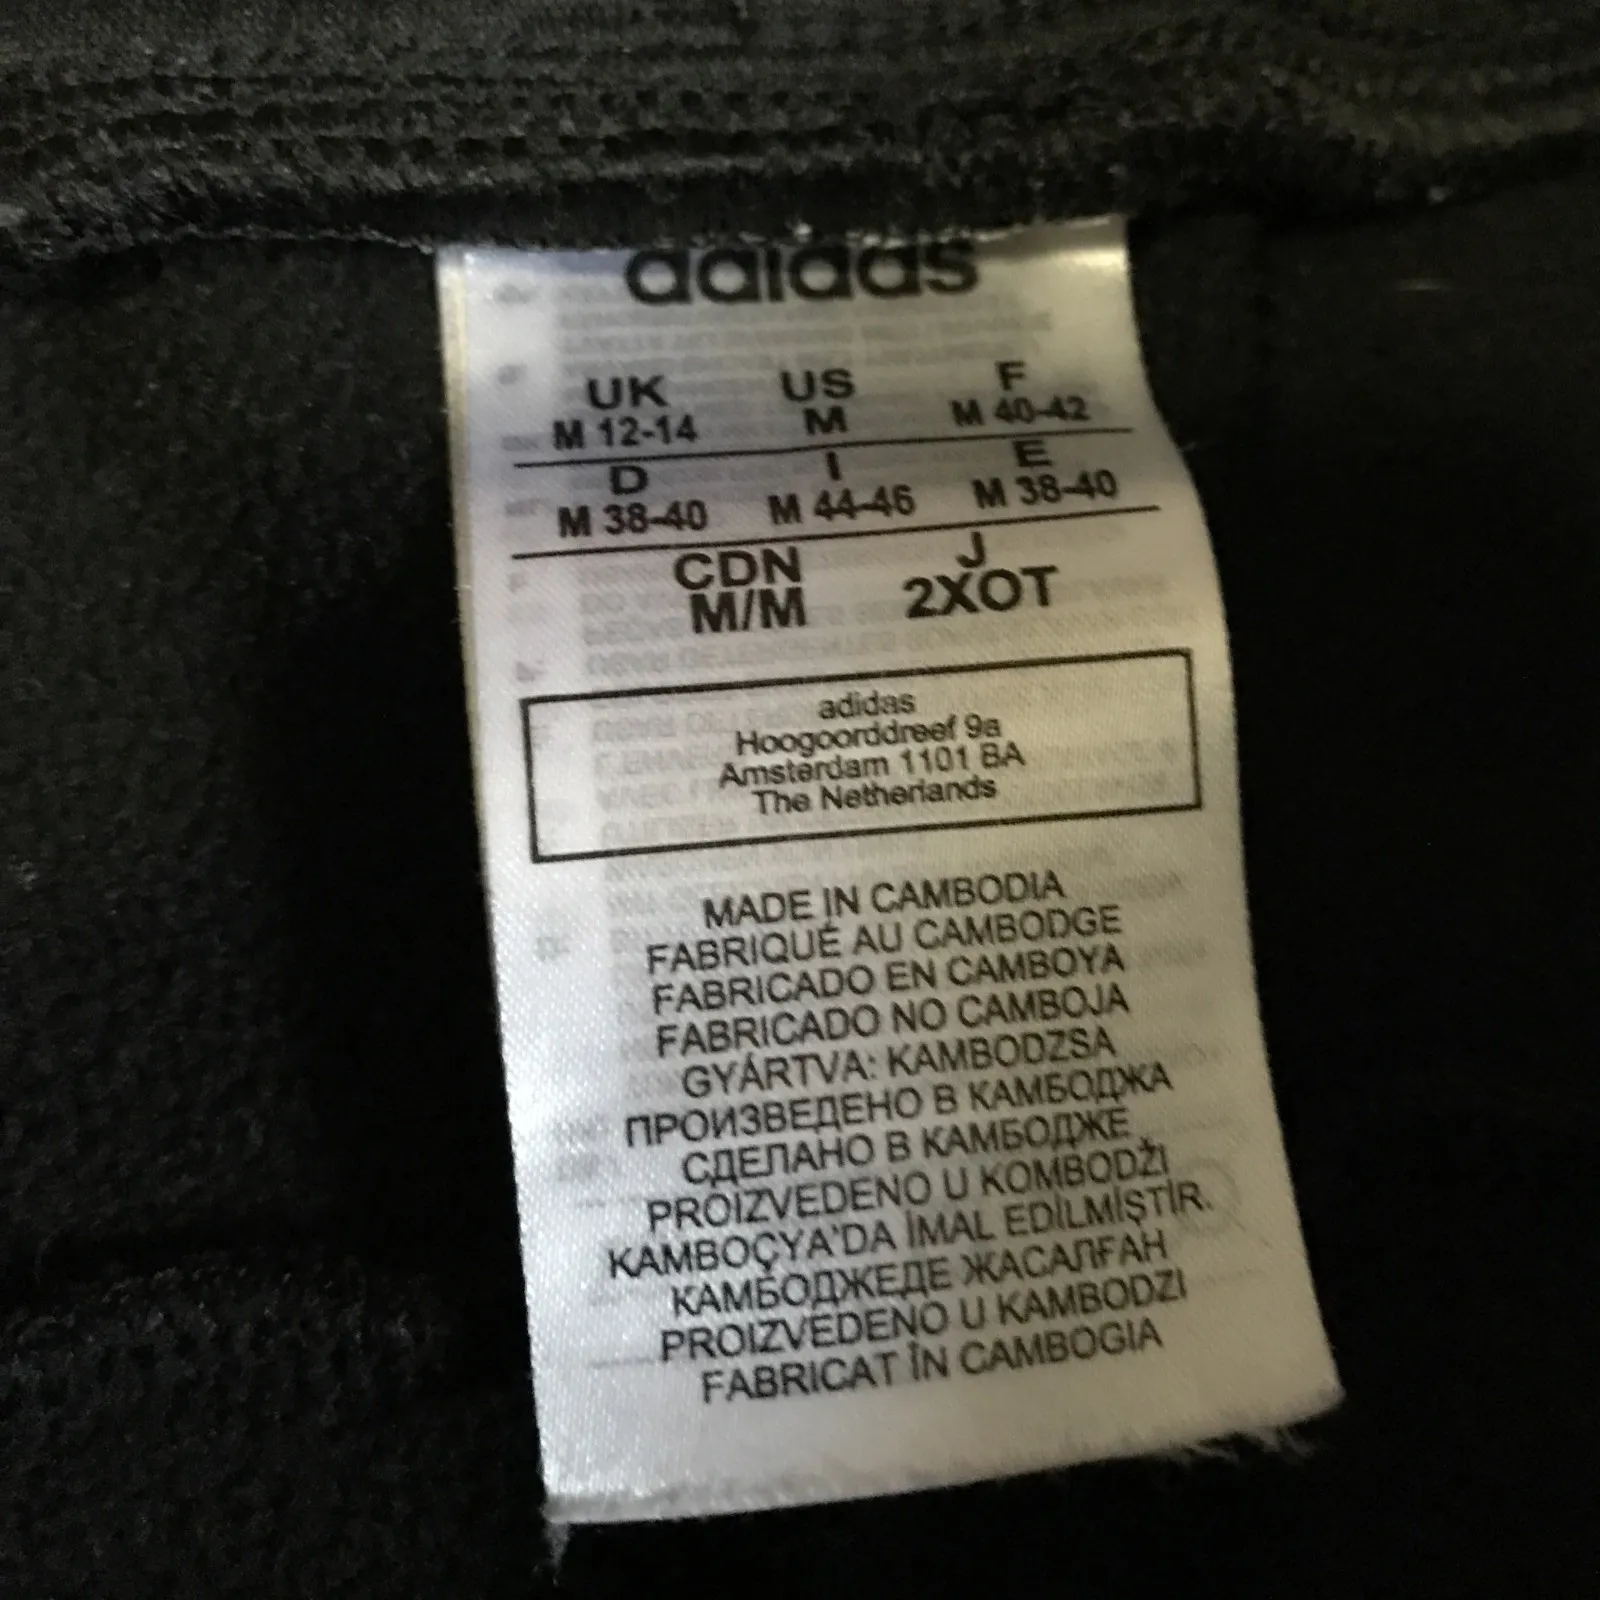 adidas
UK US F
M 12-14 M M 40-42
D I E
M 38-40 M 44-46 M 38-40
CDN J
M/M 2XOT
adidas
Hoogoorddreef 9a
Amsterdam 1101 BA
The Netherlands
MADE IN CAMBODIA
FABRIQUÉ AU CAMBODGE
FABRICADO EN CAMBOYA
FABRICADO NO CAMBOJA
GYÁRTVA: KAMBODZSA
ПРОИЗВЕДЕНО В КАМБОДЖА
СДЕЛАНО В КАМБОДЖЕ
PROIZVEDENO U KOMBODŽI
KAMBOÇYA'DA İMAL EDİLMİŞTİR.
КАМБОДЖЕДЕ ЖАСАЛҒАН
PROIZVEDENO U KAMBODZI
FABRICAT ÎN CAMBOGIA